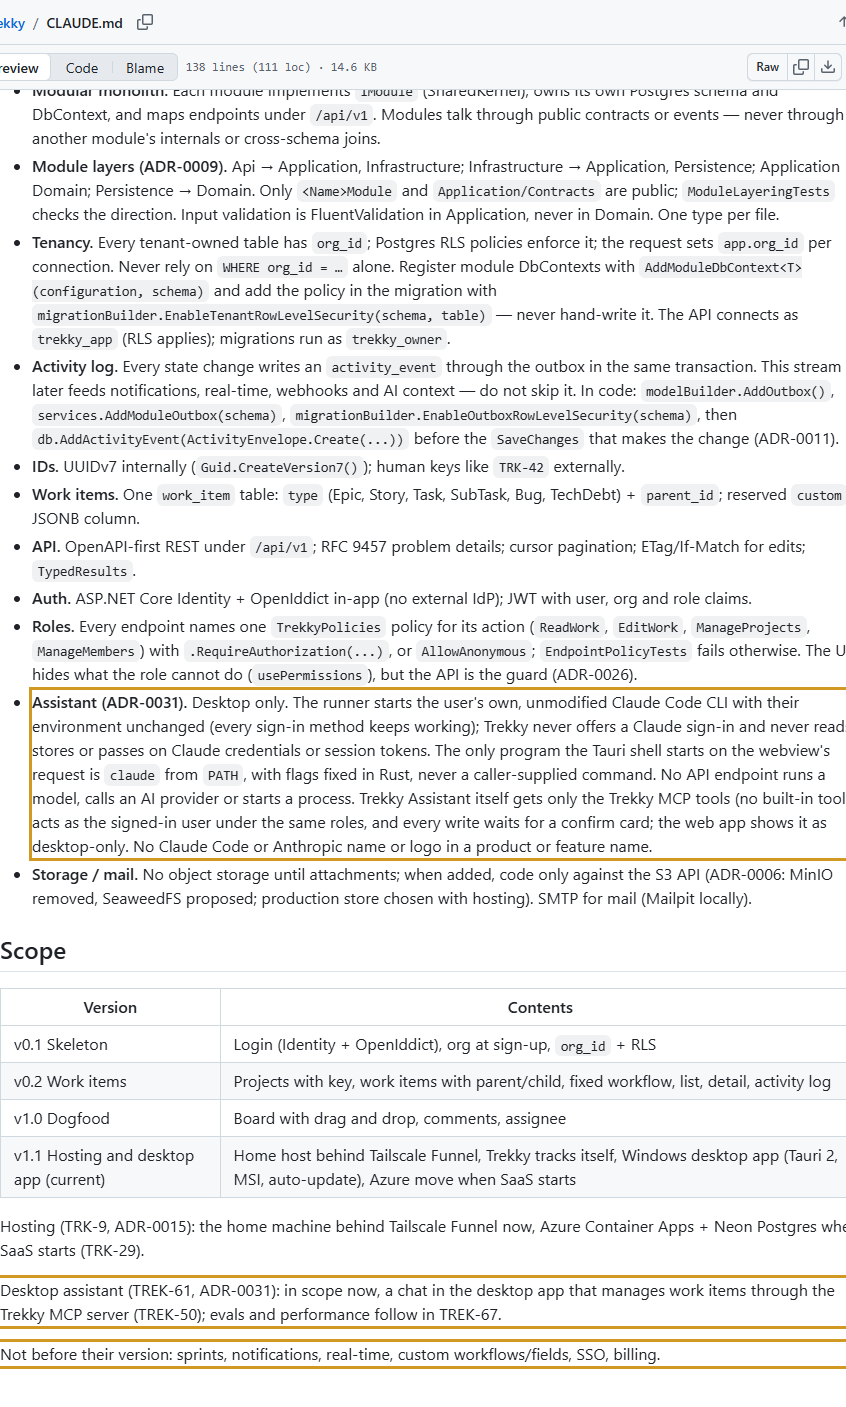 ekky / CLAUDE.md
review Code Blame 138 lines (111 loc) · 14.6 KB Raw
Modular monolith. Each module implements IModule (SharedKernel), owns its own Postgres schema and
DbContext, and maps endpoints under /api/v1. Modules talk through public contracts or events — never through
another module's internals or cross-schema joins.
Module layers (ADR-0009). Api → Application, Infrastructure; Infrastructure → Application, Persistence; Application
Domain; Persistence → Domain. Only <Name>Module and Application/Contracts are public; ModuleLayeringTests
checks the direction. Input validation is FluentValidation in Application, never in Domain. One type per file.
Tenancy. Every tenant-owned table has org_id; Postgres RLS policies enforce it; the request sets app.org_id per
connection. Never rely on WHERE org_id = … alone. Register module DbContexts with AddModuleDbContext<T>
(configuration, schema) and add the policy in the migration with
migrationBuilder.EnableTenantRowLevelSecurity(schema, table) — never hand-write it. The API connects as
trekky_app (RLS applies); migrations run as trekky_owner.
Activity log. Every state change writes an activity_event through the outbox in the same transaction. This stream
later feeds notifications, real-time, webhooks and AI context — do not skip it. In code: modelBuilder.AddOutbox(),
services.AddModuleOutbox(schema), migrationBuilder.EnableOutboxRowLevelSecurity(schema), then
db.AddActivityEvent(ActivityEnvelope.Create(...)) before the SaveChanges that makes the change (ADR-0011).
IDs. UUIDv7 internally (Guid.CreateVersion7()); human keys like TRK-42 externally.
Work items. One work_item table: type (Epic, Story, Task, SubTask, Bug, TechDebt) + parent_id; reserved custom
JSONB column.
API. OpenAPI-first REST under /api/v1; RFC 9457 problem details; cursor pagination; ETag/If-Match for edits;
TypedResults.
Auth. ASP.NET Core Identity + OpenIddict in-app (no external IdP); JWT with user, org and role claims.
Roles. Every endpoint names one TrekkyPolicies policy for its action (ReadWork, EditWork, ManageProjects,
ManageMembers) with .RequireAuthorization(...), or AllowAnonymous; EndpointPolicyTests fails otherwise. The U
hides what the role cannot do (usePermissions), but the API is the guard (ADR-0026).
Assistant (ADR-0031). Desktop only. The runner starts the user's own, unmodified Claude Code CLI with their
environment unchanged (every sign-in method keeps working); Trekky never offers a Claude sign-in and never read
stores or passes on Claude credentials or session tokens. The only program the Tauri shell starts on the webview's
request is claude from PATH, with flags fixed in Rust, never a caller-supplied command. No API endpoint runs a
model, calls an AI provider or starts a process. Trekky Assistant itself gets only the Trekky MCP tools (no built-in tool
acts as the signed-in user under the same roles, and every write waits for a confirm card; the web app shows it as
desktop-only. No Claude Code or Anthropic name or logo in a product or feature name.
Storage / mail. No object storage until attachments; when added, code only against the S3 API (ADR-0006: MinIO
removed, SeaweedFS proposed; production store chosen with hosting). SMTP for mail (Mailpit locally).
Scope
Version Contents
v0.1 Skeleton Login (Identity + OpenIddict), org at sign-up, org_id + RLS
v0.2 Work items Projects with key, work items with parent/child, fixed workflow, list, detail, activity log
v1.0 Dogfood Board with drag and drop, comments, assignee
v1.1 Hosting and desktop Home host behind Tailscale Funnel, Trekky tracks itself, Windows desktop app (Tauri 2,
app (current) MSI, auto-update), Azure move when SaaS starts
Hosting (TRK-9, ADR-0015): the home machine behind Tailscale Funnel now, Azure Container Apps + Neon Postgres whe
SaaS starts (TRK-29).
Desktop assistant (TREK-61, ADR-0031): in scope now, a chat in the desktop app that manages work items through the
Trekky MCP server (TREK-50); evals and performance follow in TREK-67.
Not before their version: sprints, notifications, real-time, custom workflows/fields, SSO, billing.